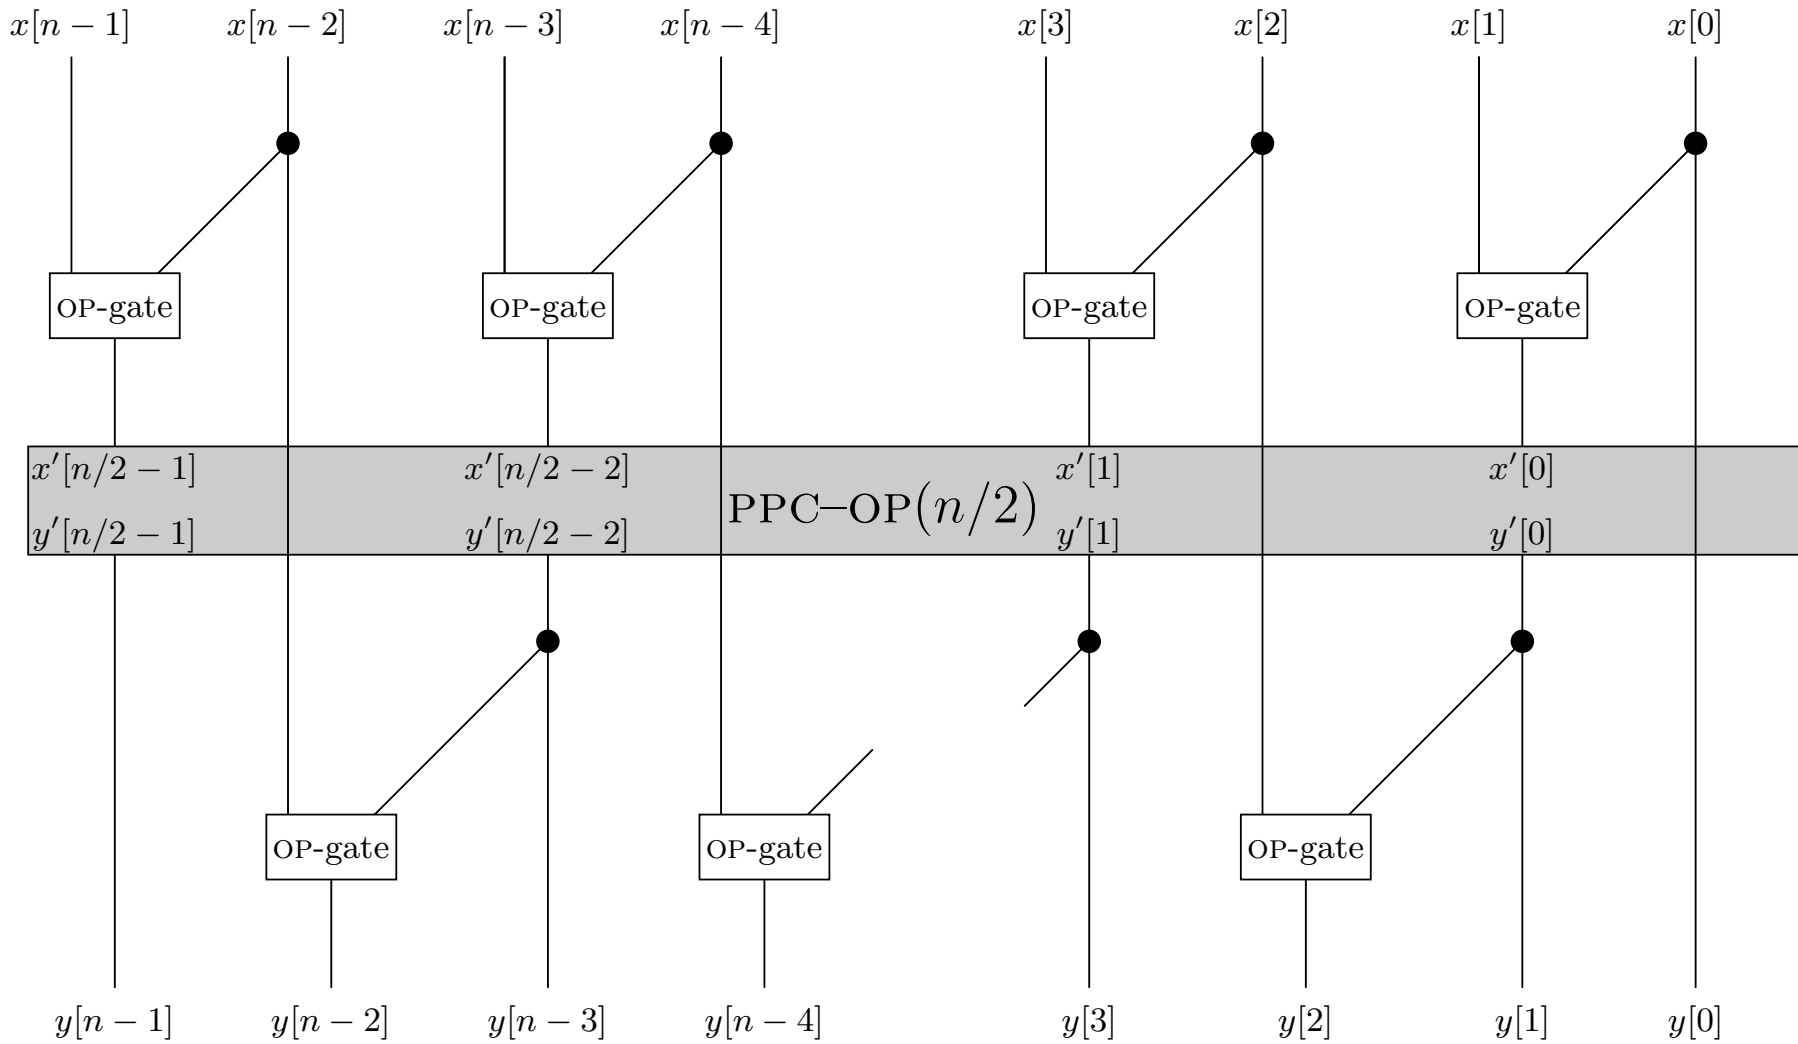 x[n − 1] x[n − 2] x[n − 3] x[n − 4] x[3] x[2] x[1] x[0]
OP-gate OP-gate OP-gate OP-gate
x′[n/2 − 1] x′[n/2 − 2] x′[1] x′[0]
PPC–OP(n/2)
y′[n/2 − 1] y′[n/2 − 2] y′[1] y′[0]
OP-gate OP-gate OP-gate
y[n − 1] y[n − 2] y[n − 3] y[n − 4] y[3] y[2] y[1] y[0]